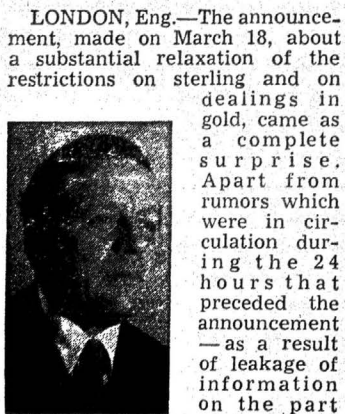 LONDON, Eng.—The announce-
ment, made on March 18, about
a substantial relaxation of the
restrictions on sterling and on
dealings in
gold, came as
a complete
surprise.
Apart from
rumors which
were in cir-
culation dur-
ing the 24
hours that
preceded the
announcement
—as a result
of leakage of
information
on the part